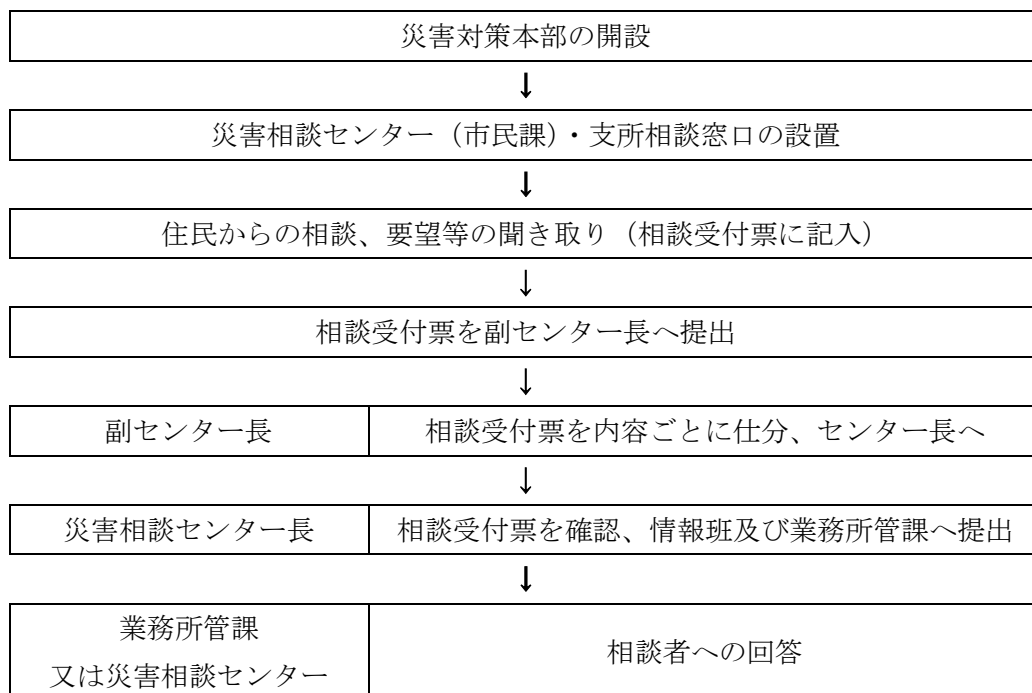 災害対策本部の開設
↓
災害相談センター（市民課）・支所相談窓口の設置
↓
住民からの相談、要望等の聞き取り（相談受付票に記入）
↓
相談受付票を副センター長へ提出
↓
副センター長 相談受付票を内容ごとに仕分、センター長へ
↓
災害相談センター長 相談受付票を確認、情報班及び業務所管課へ提出
↓
業務所管課
又は災害相談センター
相談者への回答